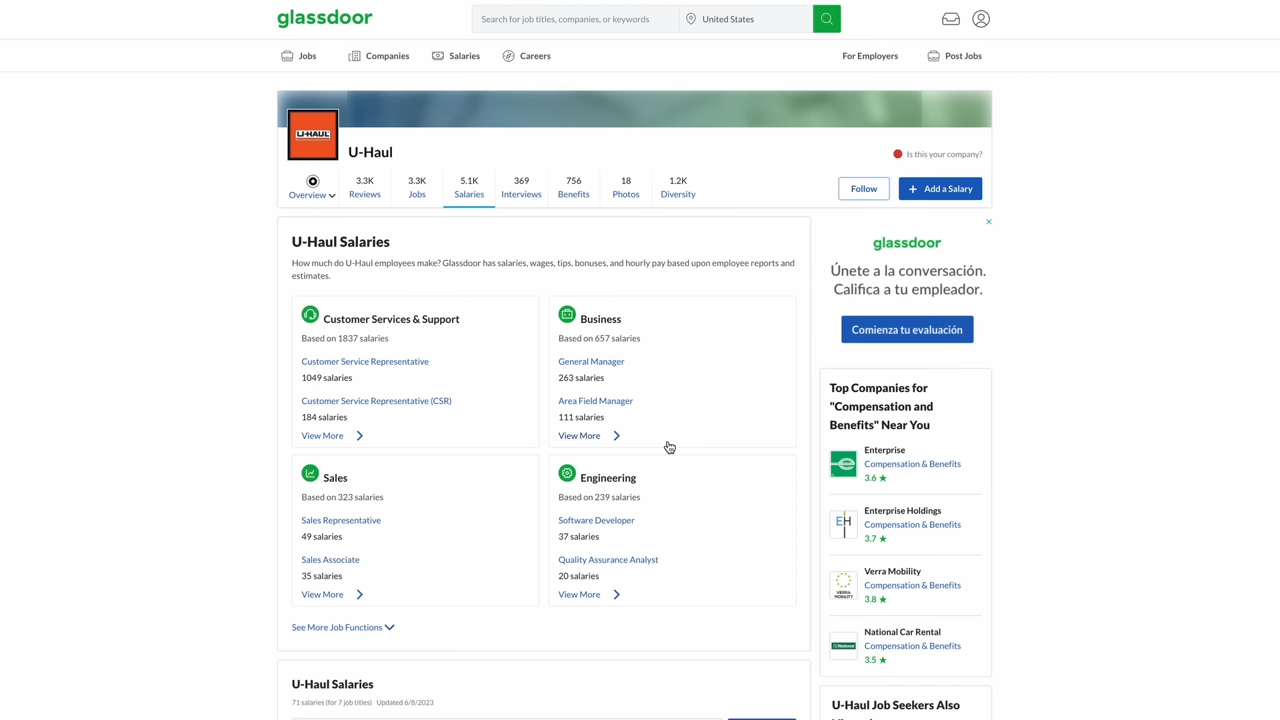 glassdoor
Search for job titles, companies, or keywords
United States
Jobs
Companies
Salaries
Careers
For Employers
Post Jobs
U-HAUL
U-Haul
Is this your company?
Overview
3.3K
Reviews
3.3K
Jobs
5.1K
Salaries
369
Interviews
756
Benefits
18
Photos
1.2K
Diversity
Follow
+ Add a Salary
U-Haul Salaries
How much do U-Haul employees make? Glassdoor has salaries, wages, tips, bonuses, and hourly pay based upon employee reports and
estimates.
Customer Services & Support
Based on 1837 salaries
Customer Service Representative
1049 salaries
Customer Service Representative (CSR)
184 salaries
View More
Business
Based on 657 salaries
General Manager
263 salaries
Area Field Manager
111 salaries
View More
Sales
Based on 323 salaries
Sales Representative
49 salaries
Sales Associate
35 salaries
View More
Engineering
Based on 239 salaries
Software Developer
37 salaries
Quality Assurance Analyst
20 salaries
View More
See More Job Functions
U-Haul Salaries
71 salaries (for 7 job titles) Updated 6/8/2023
glassdoor
Únete a la conversación.
Califica a tu empleador.
Comienza tu evaluación
Top Companies for
"Compensation and
Benefits" Near You
Enterprise
Compensation & Benefits
3.6 ★
EH
Enterprise Holdings
Compensation & Benefits
3.7 ★
VERRA
MOBILITY
Verra Mobility
Compensation & Benefits
3.8 ★
National
National Car Rental
Compensation & Benefits
3.5 ★
U-Haul Job Seekers Also